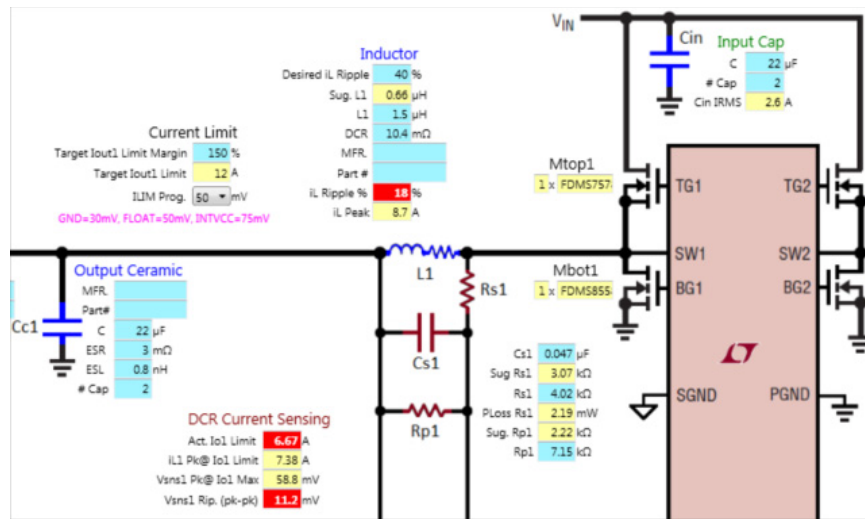 V_IN
Cin
Input Cap
C 22 µF
# Cap 2
Cin IRMS 2.6 A
Inductor
Desired iL Ripple 40 %
Sug. L1 0.66 µH
L1 1.5 µH
DCR 10.4 mΩ
MFR.
Part #
iL Ripple % 18 %
iL Peak 8.7 A
Current Limit
Target Iout1 Limit Margin 150 %
Target Iout1 Limit 12 A
ILIM Prog. 50 mV
GND=30mV, FLOAT=50mV, INTVCC=75mV
Mtop1
1 x FDMS757
TG1
TG2
SW1
SW2
Mbot1
1 x FDMS855
BG1
BG2
L1
Rs1
Output Ceramic
MFR.
Part#
C 22 µF
ESR 3 mΩ
ESL 0.8 nH
# Cap 2
Cc1
Cs1
Rp1
Cs1 0.047 µF
Sug Rs1 3.07 kΩ
Rs1 4.02 kΩ
PLoss Rs1 2.19 mW
Sug. Rp1 2.22 kΩ
Rp1 7.15 kΩ
SGND
PGND
DCR Current Sensing
Act. Io1 Limit 6.67 A
iL1 Pk@ Io1 Limit 7.38 A
Vsns1 Pk@ Io1 Max 58.8 mV
Vsns1 Rip. (pk-pk) 11.2 mV